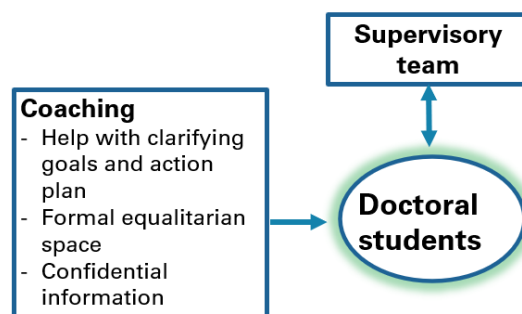 Supervisory
team
Coaching
- Help with clarifying
goals and action
plan
- Formal equalitarian
space
- Confidential
information
Doctoral
students